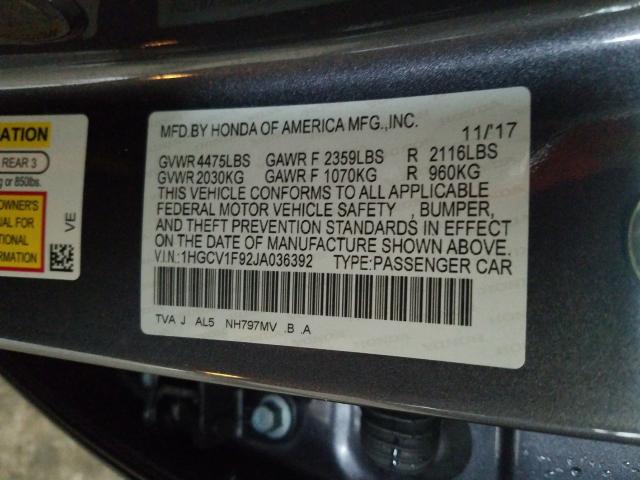 ATION
REAR 3
g or 850lbs.
OWNER'S
UAL FOR
TIONAL
MATION
VE
MFD.BY HONDA OF AMERICA MFG.,INC. 11/'17
GVWR 4475LBS GAWR F 2359LBS R 2116LBS
GVWR 2030KG GAWR F 1070KG R 960KG
THIS VEHICLE CONFORMS TO ALL APPLICABLE
FEDERAL MOTOR VEHICLE SAFETY , BUMPER,
AND THEFT PREVENTION STANDARDS IN EFFECT
ON THE DATE OF MANUFACTURE SHOWN ABOVE.
V.I.N.:1HGCV1F92JA036392 TYPE:PASSENGER CAR
TVA J AL5 NH797MV .B .A